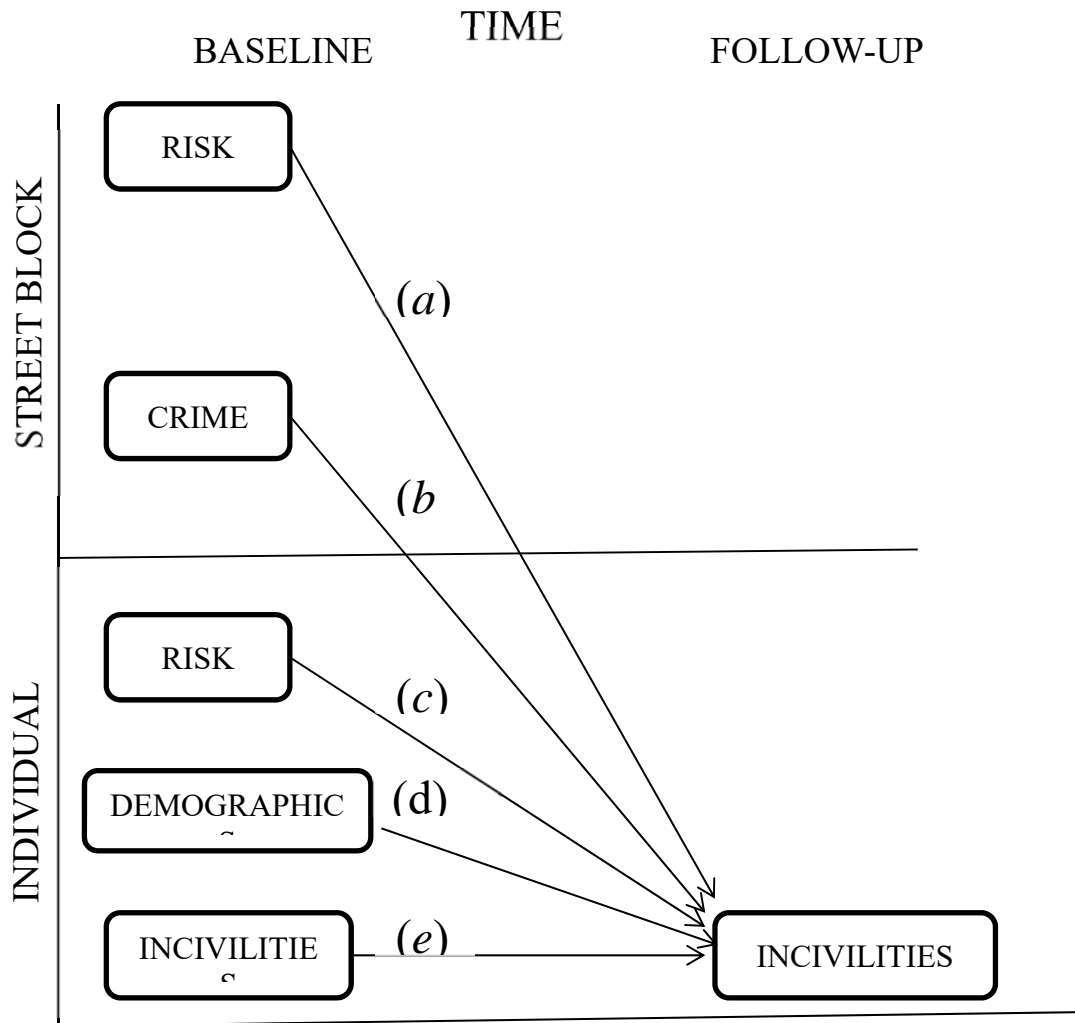 TIME
BASELINE
FOLLOW-UP
STREET BLOCK
RISK
(a)
CRIME
(b
INDIVIDUAL
RISK
(c)
DEMOGRAPHIC
S
(d)
INCIVILITIE
S
(e)
INCIVILITIES